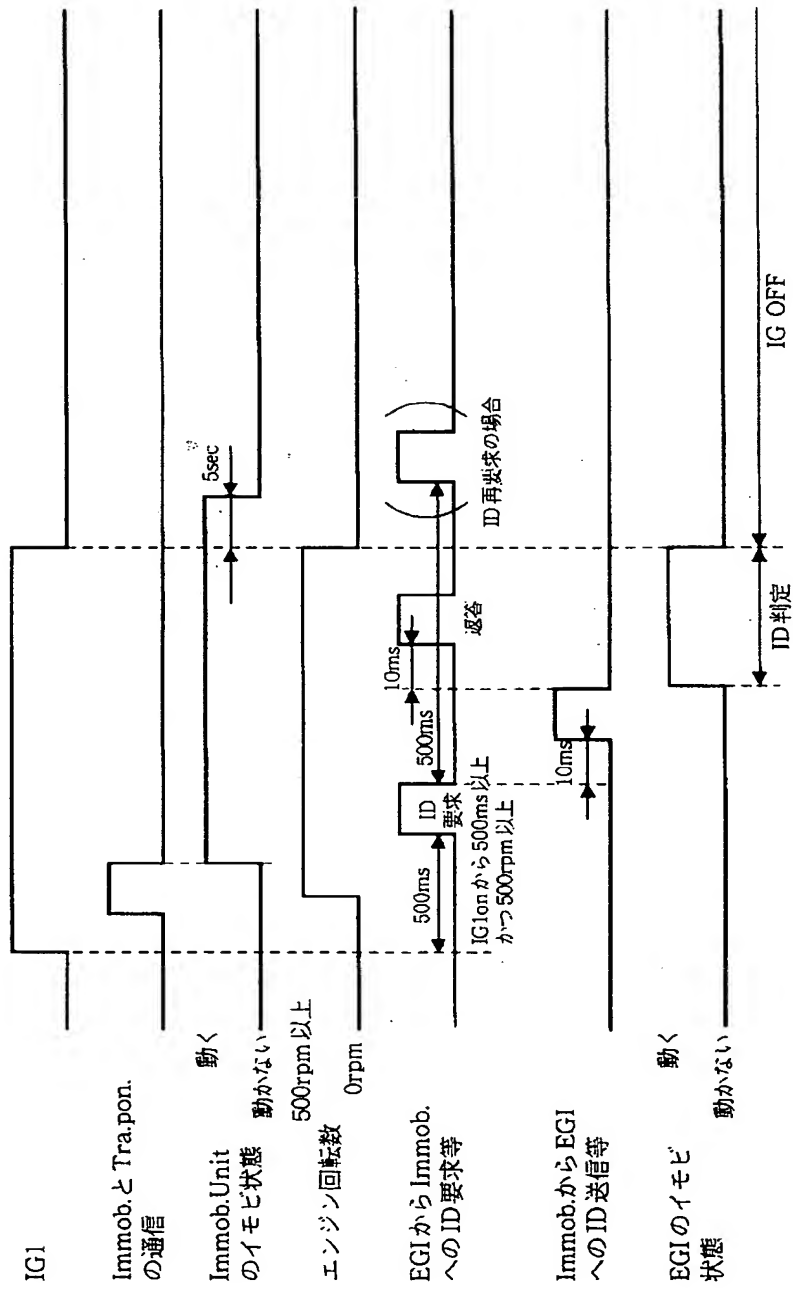 IG1
Immob.とTra.pon.
の通信
Immob.Unit
のイモビ状態
動く
動かない
5sec
エンジン回転数
500rpm以上
0rpm
EGIからImmob.
へのID要求等
500ms
IG1onから500ms以上
かつ500rpm以上
ID
要求
500ms
10ms
返答
ID再要求の場合
Immob.からEGI
へのID送信等
10ms
EGIのイモビ
状態
動く
動かない
ID判定
IG OFF